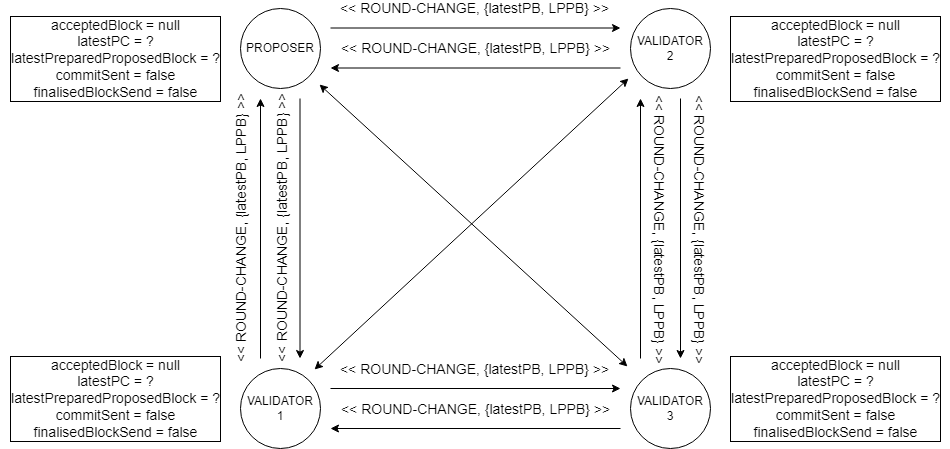 acceptedBlock = null
latestPC = ?
latestPreparedProposedBlock = ?
commitSent = false
finalisedBlockSend = false
PROPOSER
<< ROUND-CHANGE, {latestPB, LPPB} >>
<< ROUND-CHANGE, {latestPB, LPPB} >>
VALIDATOR
2
acceptedBlock = null
latestPC = ?
latestPreparedProposedBlock = ?
commitSent = false
finalisedBlockSend = false
<< ROUND-CHANGE, {latestPB, LPPB} >>
<< ROUND-CHANGE, {latestPB, LPPB} >>
<< ROUND-CHANGE, {latestPB, LPPB} >>
<< ROUND-CHANGE, {latestPB, LPPB} >>
acceptedBlock = null
latestPC = ?
latestPreparedProposedBlock = ?
commitSent = false
finalisedBlockSend = false
VALIDATOR
1
<< ROUND-CHANGE, {latestPB, LPPB} >>
<< ROUND-CHANGE, {latestPB, LPPB} >>
VALIDATOR
3
acceptedBlock = null
latestPC = ?
latestPreparedProposedBlock = ?
commitSent = false
finalisedBlockSend = false